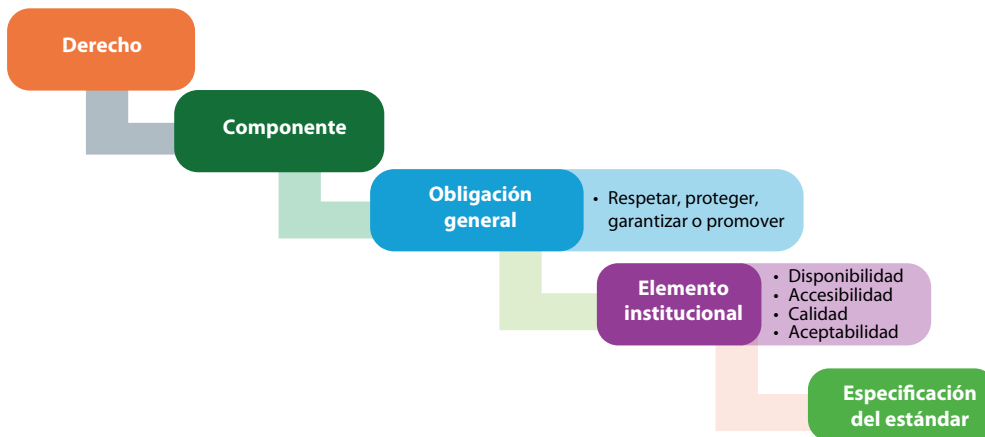 Derecho
Componente
Obligación
general
• Respetar, proteger,
garantizar o promover
Elemento
institucional
• Disponibilidad
• Accesibilidad
• Calidad
• Aceptabilidad
Especificación
del estándar